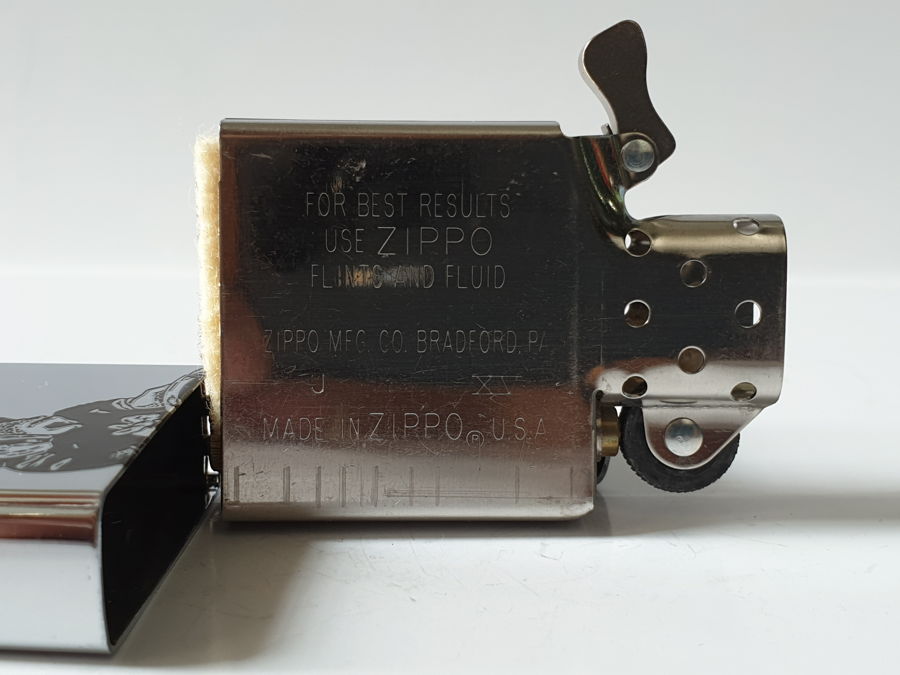 FOR BEST RESULTS
USE ZIPPO
FLINTS AND FLUID
ZIPPO MFG. CO. BRADFORD, PA
J XV
MADE IN ZIPPO® U.S.A